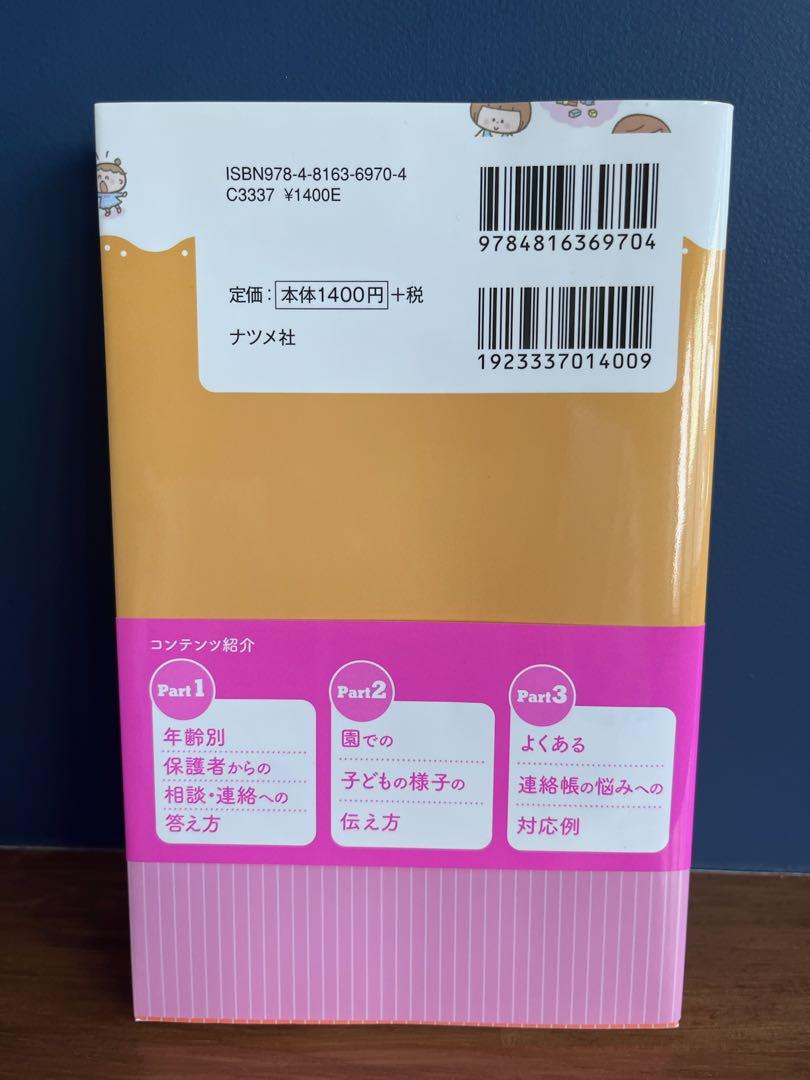 ISBN978-4-8163-6970-4
C3337 ¥1400E
9784816369704
定価：本体1400円+税
ナツメ社
1923337014009
コンテンツ紹介
Part1
年齢別
保護者からの
相談・連絡への
答え方
Part2
園での
子どもの様子の
伝え方
Part3
よくある
連絡帳の悩みへの
対応例